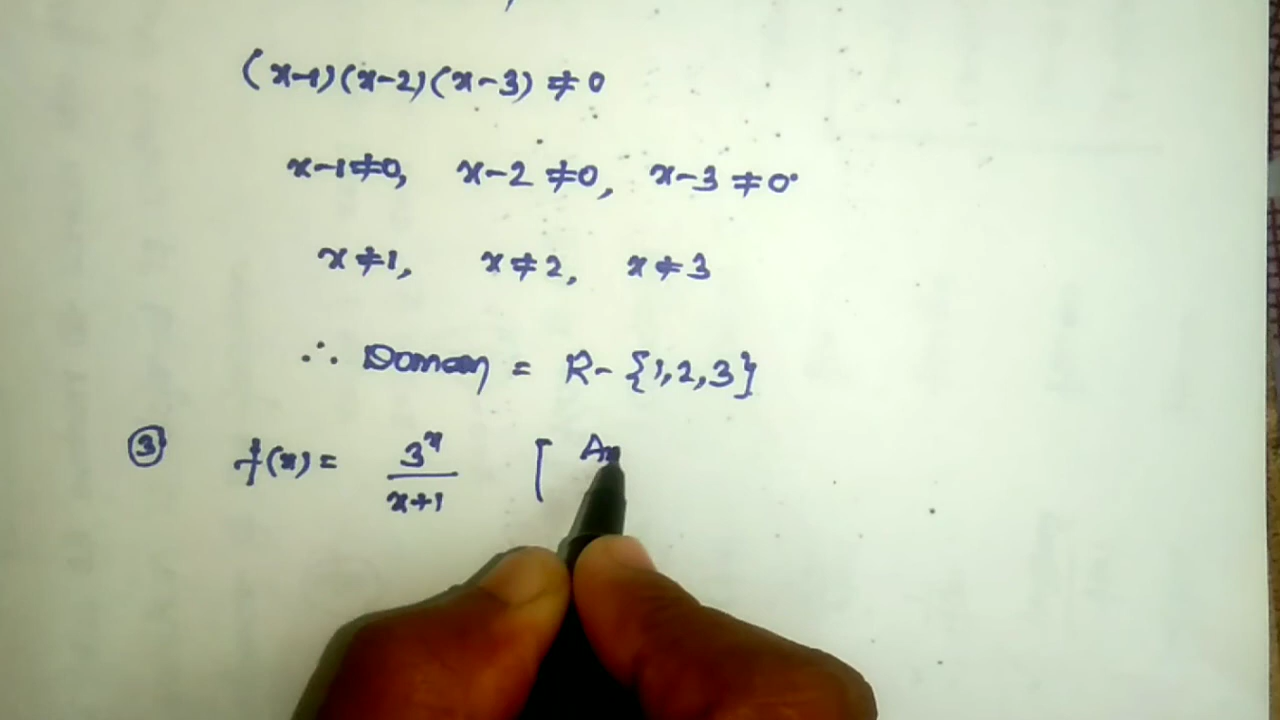 (x-1)(x-2)(x-3) ≠ 0
x-1≠0, x-2 ≠0, x-3 ≠0
x≠1, x≠2, x≠3
∴ Domain = R- {1,2,3}
③ f(x) = 3^x / x+1 [ An